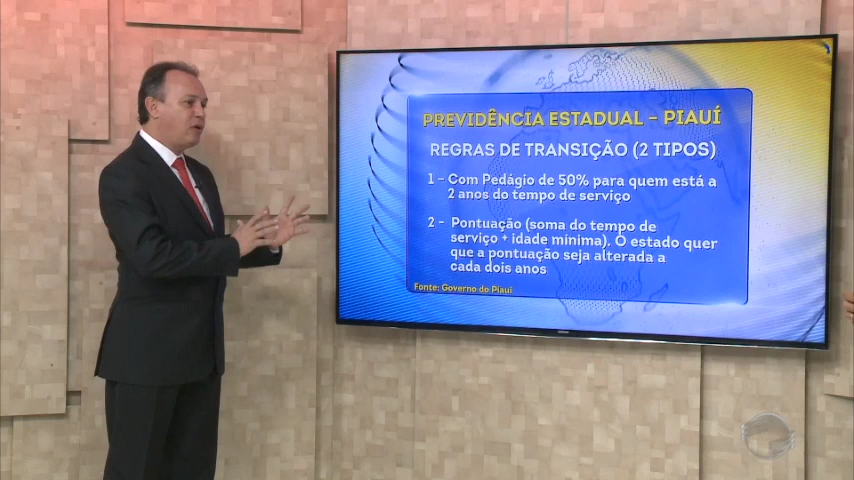 PREVIDÊNCIA ESTADUAL – PIAUÍ
REGRAS DE TRANSIÇÃO (2 TIPOS)
1 – Com Pedágio de 50% para quem está a
2 anos do tempo de serviço
2 – Pontuação (soma do tempo de
serviço + idade mínima). O estado quer
que a pontuação seja alterada a
cada dois anos
Fonte: Governo do Piauí